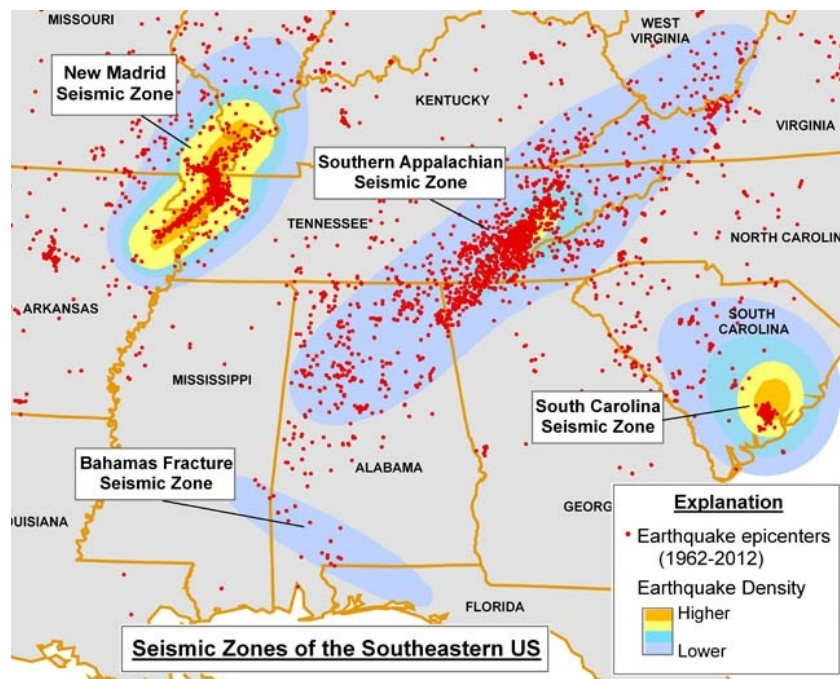 MISSOURI
WEST
VIRGINIA
New Madrid
Seismic Zone
KENTUCKY
VIRGINIA
Southern Appalachian
Seismic Zone
TENNESSEE
NORTH CAROLIN
ARKANSAS
SOUTH
CAROLINA
MISSISSIPPI
South Carolina
Seismic Zone
Bahamas Fracture
Seismic Zone
ALABAMA
OUISIANA
GEORG
Explanation
Earthquake epicenters
(1962-2012)
Earthquake Density
Higher
Lower
FLORIDA
Seismic Zones of the Southeastern US